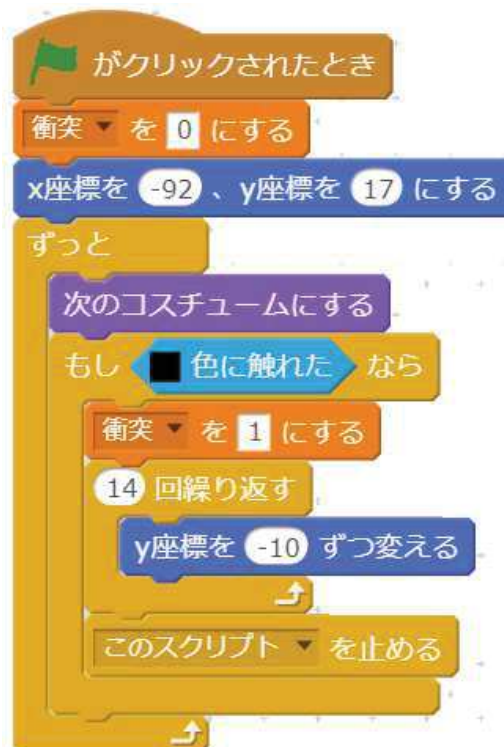 がクリックされたとき
衝突 を 0 にする
x座標を -92 、y座標を 17 にする
ずっと
次のコスチュームにする
もし 色に触れた なら
衝突 を 1 にする
14 回繰り返す
y座標を -10 ずつ変える
このスクリプト を止める